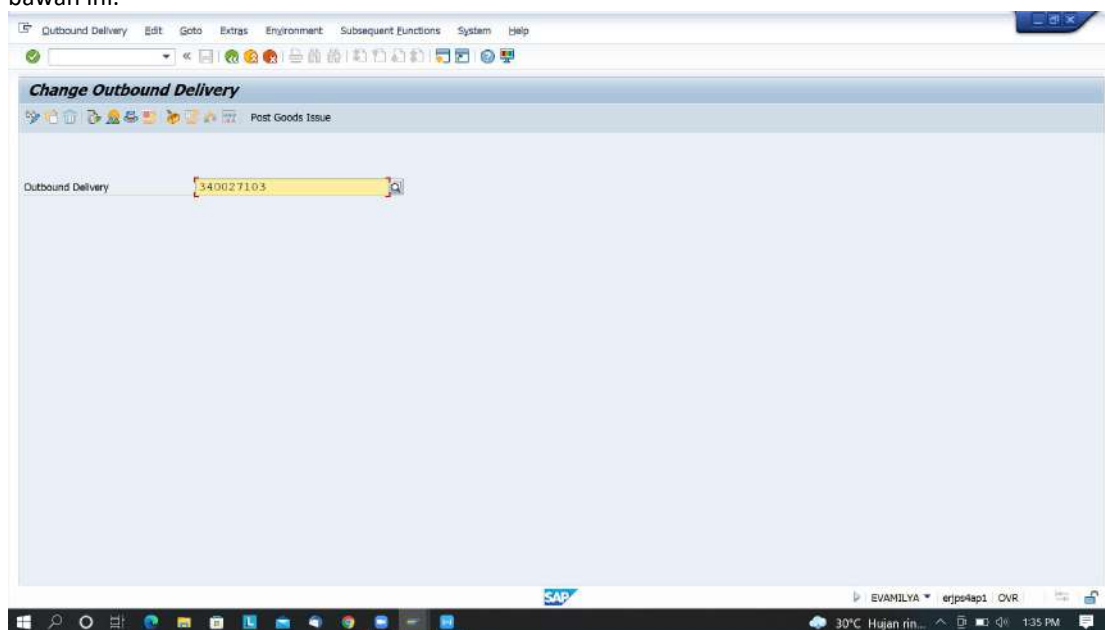 Outbound Delivery Edit Goto Extras Environment Subsequent Functions System Help
Change Outbound Delivery
Post Goods Issue
Outbound Delivery 340027103
SAP
EVAMILYA erjps4ap1 OVR
30°C Hujan rin... 1:35 PM